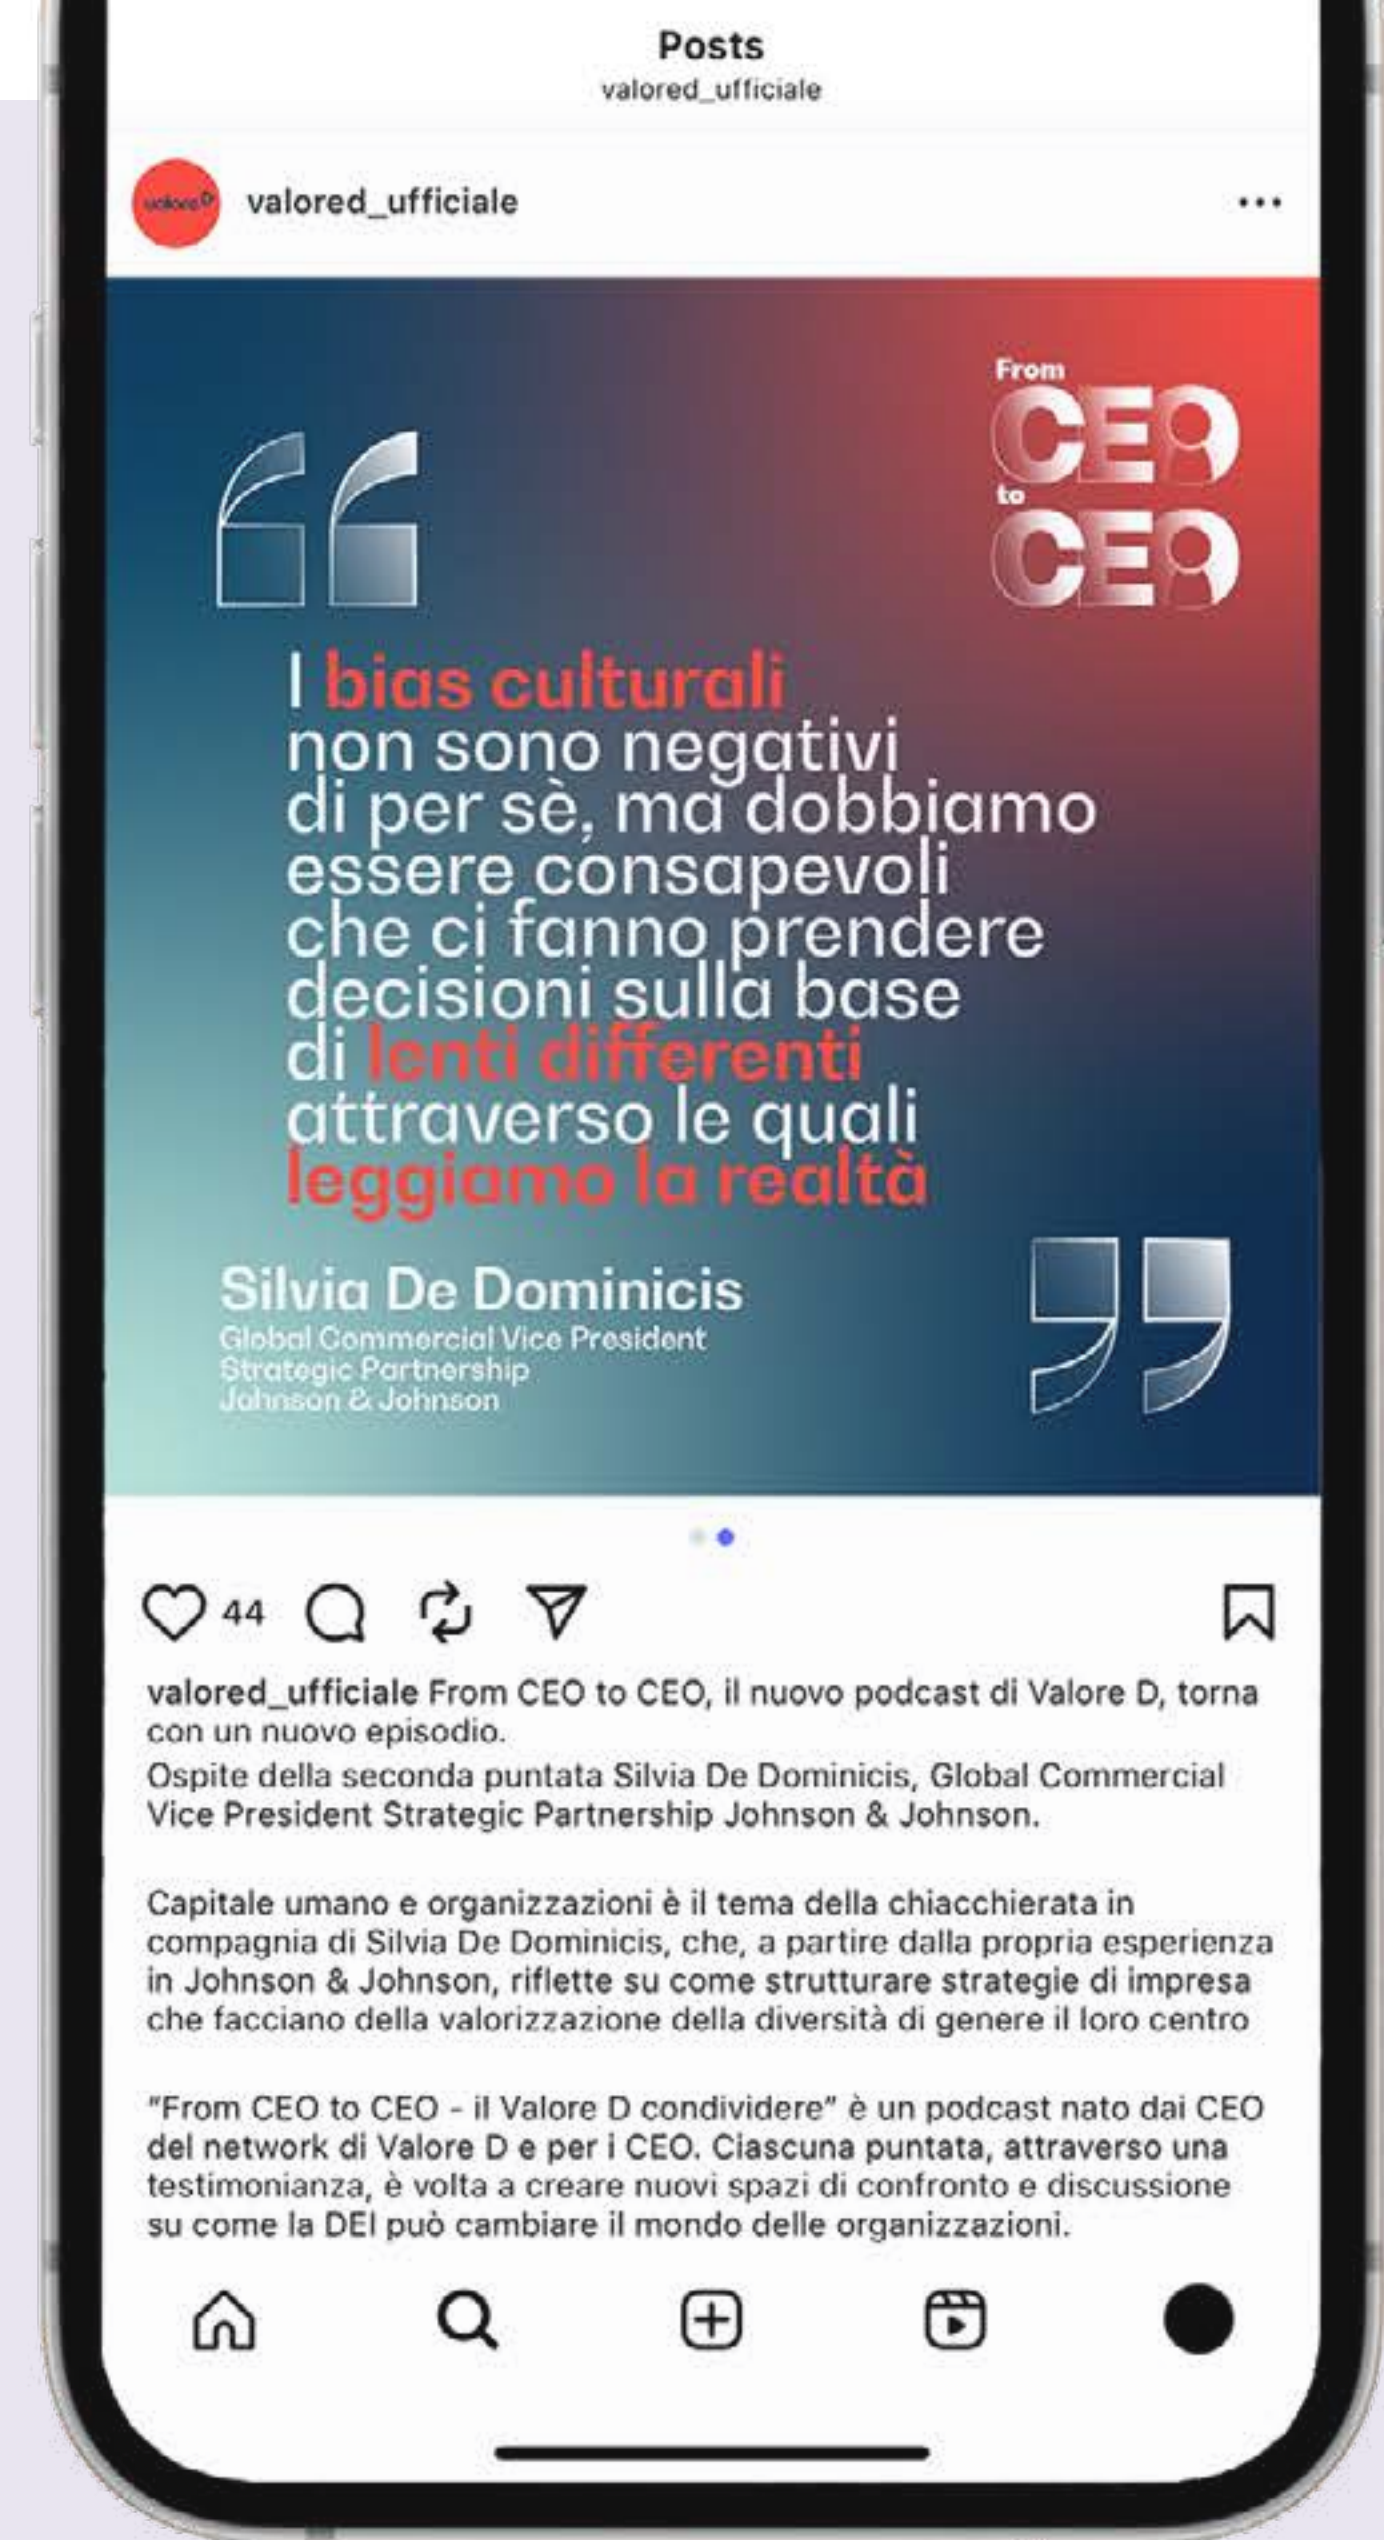 Posts
valored_ufficiale
valore D
valored_ufficiale
From
CEO
to
CEO
I bias culturali
non sono negativi
di per sè, ma dobbiamo
essere consapevoli
che ci fanno prendere
decisioni sulla base
di lenti differenti
attraverso le quali
leggiamo la realtà
Silvia De Dominicis
Global Commercial Vice President
Strategic Partnership
Johnson & Johnson
44
valored_ufficiale From CEO to CEO, il nuovo podcast di Valore D, torna
con un nuovo episodio.
Ospite della seconda puntata Silvia De Dominicis, Global Commercial
Vice President Strategic Partnership Johnson & Johnson.
Capitale umano e organizzazioni è il tema della chiacchierata in
compagnia di Silvia De Dominicis, che, a partire dalla propria esperienza
in Johnson & Johnson, riflette su come strutturare strategie di impresa
che facciano della valorizzazione della diversità di genere il loro centro
"From CEO to CEO - il Valore D condividere" è un podcast nato dai CEO
del network di Valore D e per i CEO. Ciascuna puntata, attraverso una
testimonianza, è volta a creare nuovi spazi di confronto e discussione
su come la DEI può cambiare il mondo delle organizzazioni.